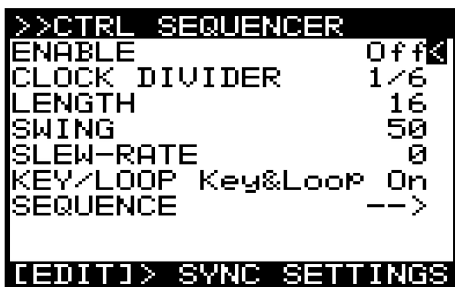 >>CTRL SEQUENCER
ENABLE Off<
CLOCK DIVIDER 1/6
LENGTH 16
SWING 50
SLEW-RATE 0
KEY/LOOP Key&Loop On
SEQUENCE -->
[EDIT]> SYNC SETTINGS